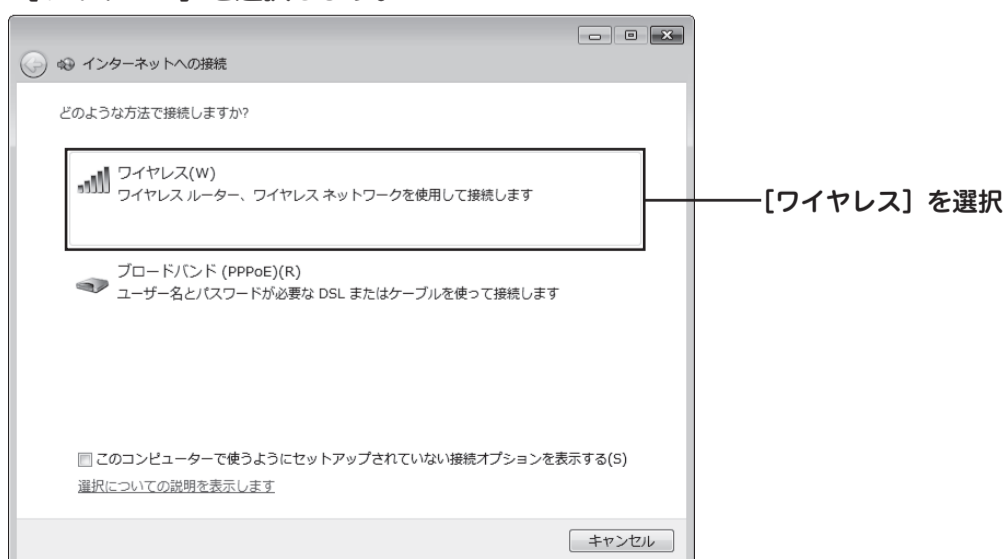 インターネットへの接続
どのような方法で接続しますか?
ワイヤレス(W)
ワイヤレス ルーター、ワイヤレス ネットワークを使用して接続します
[ワイヤレス] を選択
ブロードバンド (PPPoE)(R)
ユーザー名とパスワードが必要な DSL またはケーブルを使って接続します
このコンピューターで使うようにセットアップされていない接続オプションを表示する(S)
選択についての説明を表示します
キャンセル